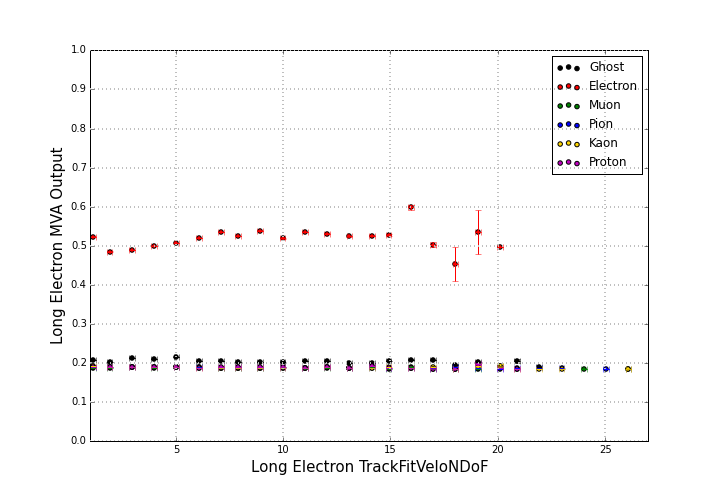 1.0
0.9
0.8
0.7
0.6
0.5
0.4
0.3
0.2
0.1
0.0
Long Electron MVA Output
5
10
15
20
25
Long Electron TrackFitVeloNDoF
Ghost
Electron
Muon
Pion
Kaon
Proton